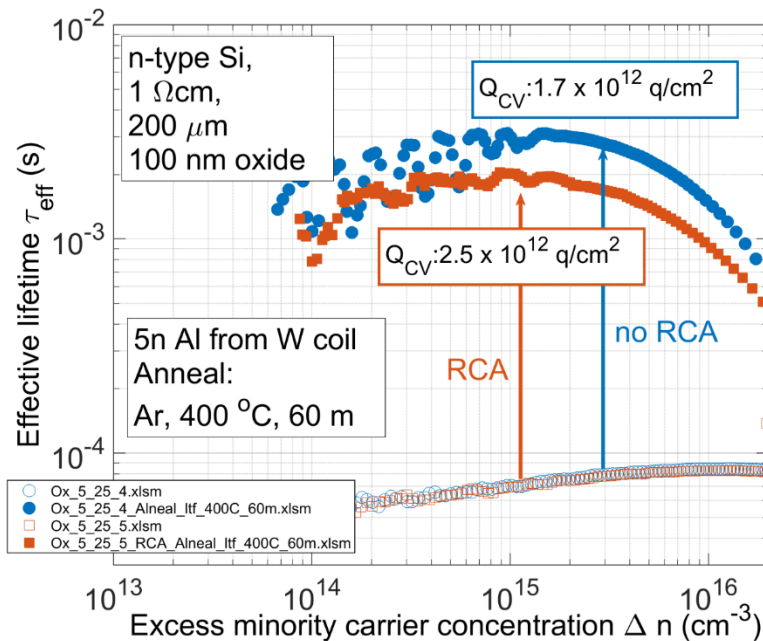 10^-2
n-type Si,
1 Ωcm,
200 μm
100 nm oxide
Q_CV:1.7 x 10^12 q/cm^2
10^-3
Q_CV:2.5 x 10^12 q/cm^2
5n Al from W coil
Anneal:
Ar, 400 °C, 60 m
RCA
no RCA
10^-4
Ox_5_25_4.xlsm
Ox_5_25_4_Alneal_Itf_400C_60m.xlsm
Ox_5_25_5.xlsm
Ox_5_25_5_RCA_Alneal_Itf_400C_60m.xlsm
10^13
10^14
10^15
10^16
Excess minority carrier concentration Δ n (cm^-3)
Effective lifetime τ_eff (s)